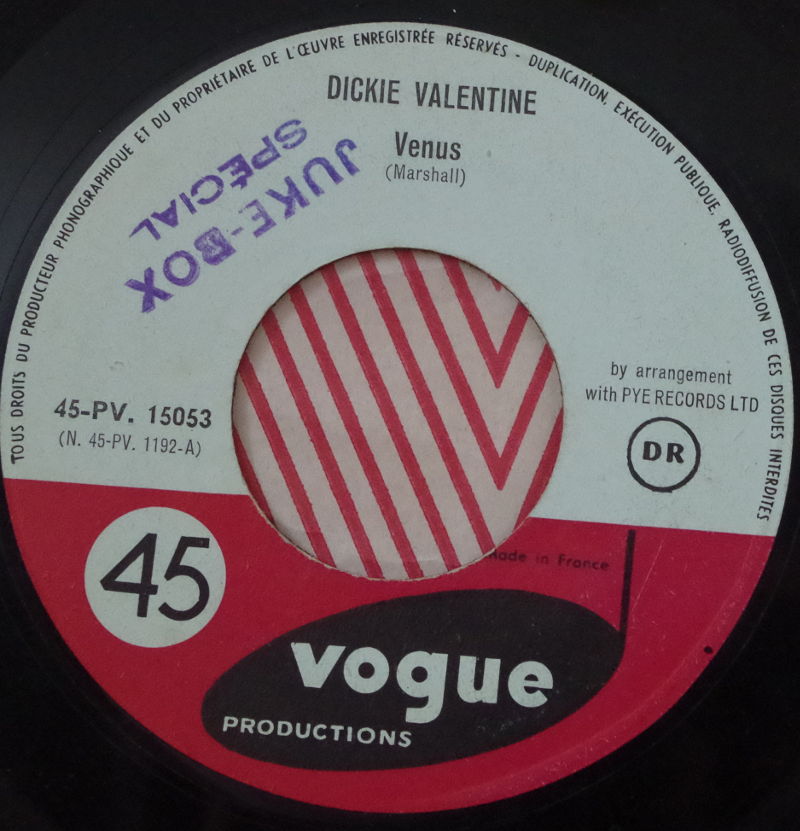 TOUS DROITS DU PRODUCTEUR PHONOGRAPHIQUE ET DU PROPRIÉTAIRE DE L'ŒUVRE ENREGISTRÉE RÉSERVÉS - DUPLICATION, EXÉCUTION PUBLIQUE, RADIODIFFUSION DE CES DISQUES INTERDITES
DICKIE VALENTINE
Venus
(Marshall)
JUKE-BOX
SPÉCIAL
by arrangement
with PYE RECORDS LTD
45-PV. 15053
(N. 45-PV. 1192-A)
DR
45
Made in France
vogue
PRODUCTIONS